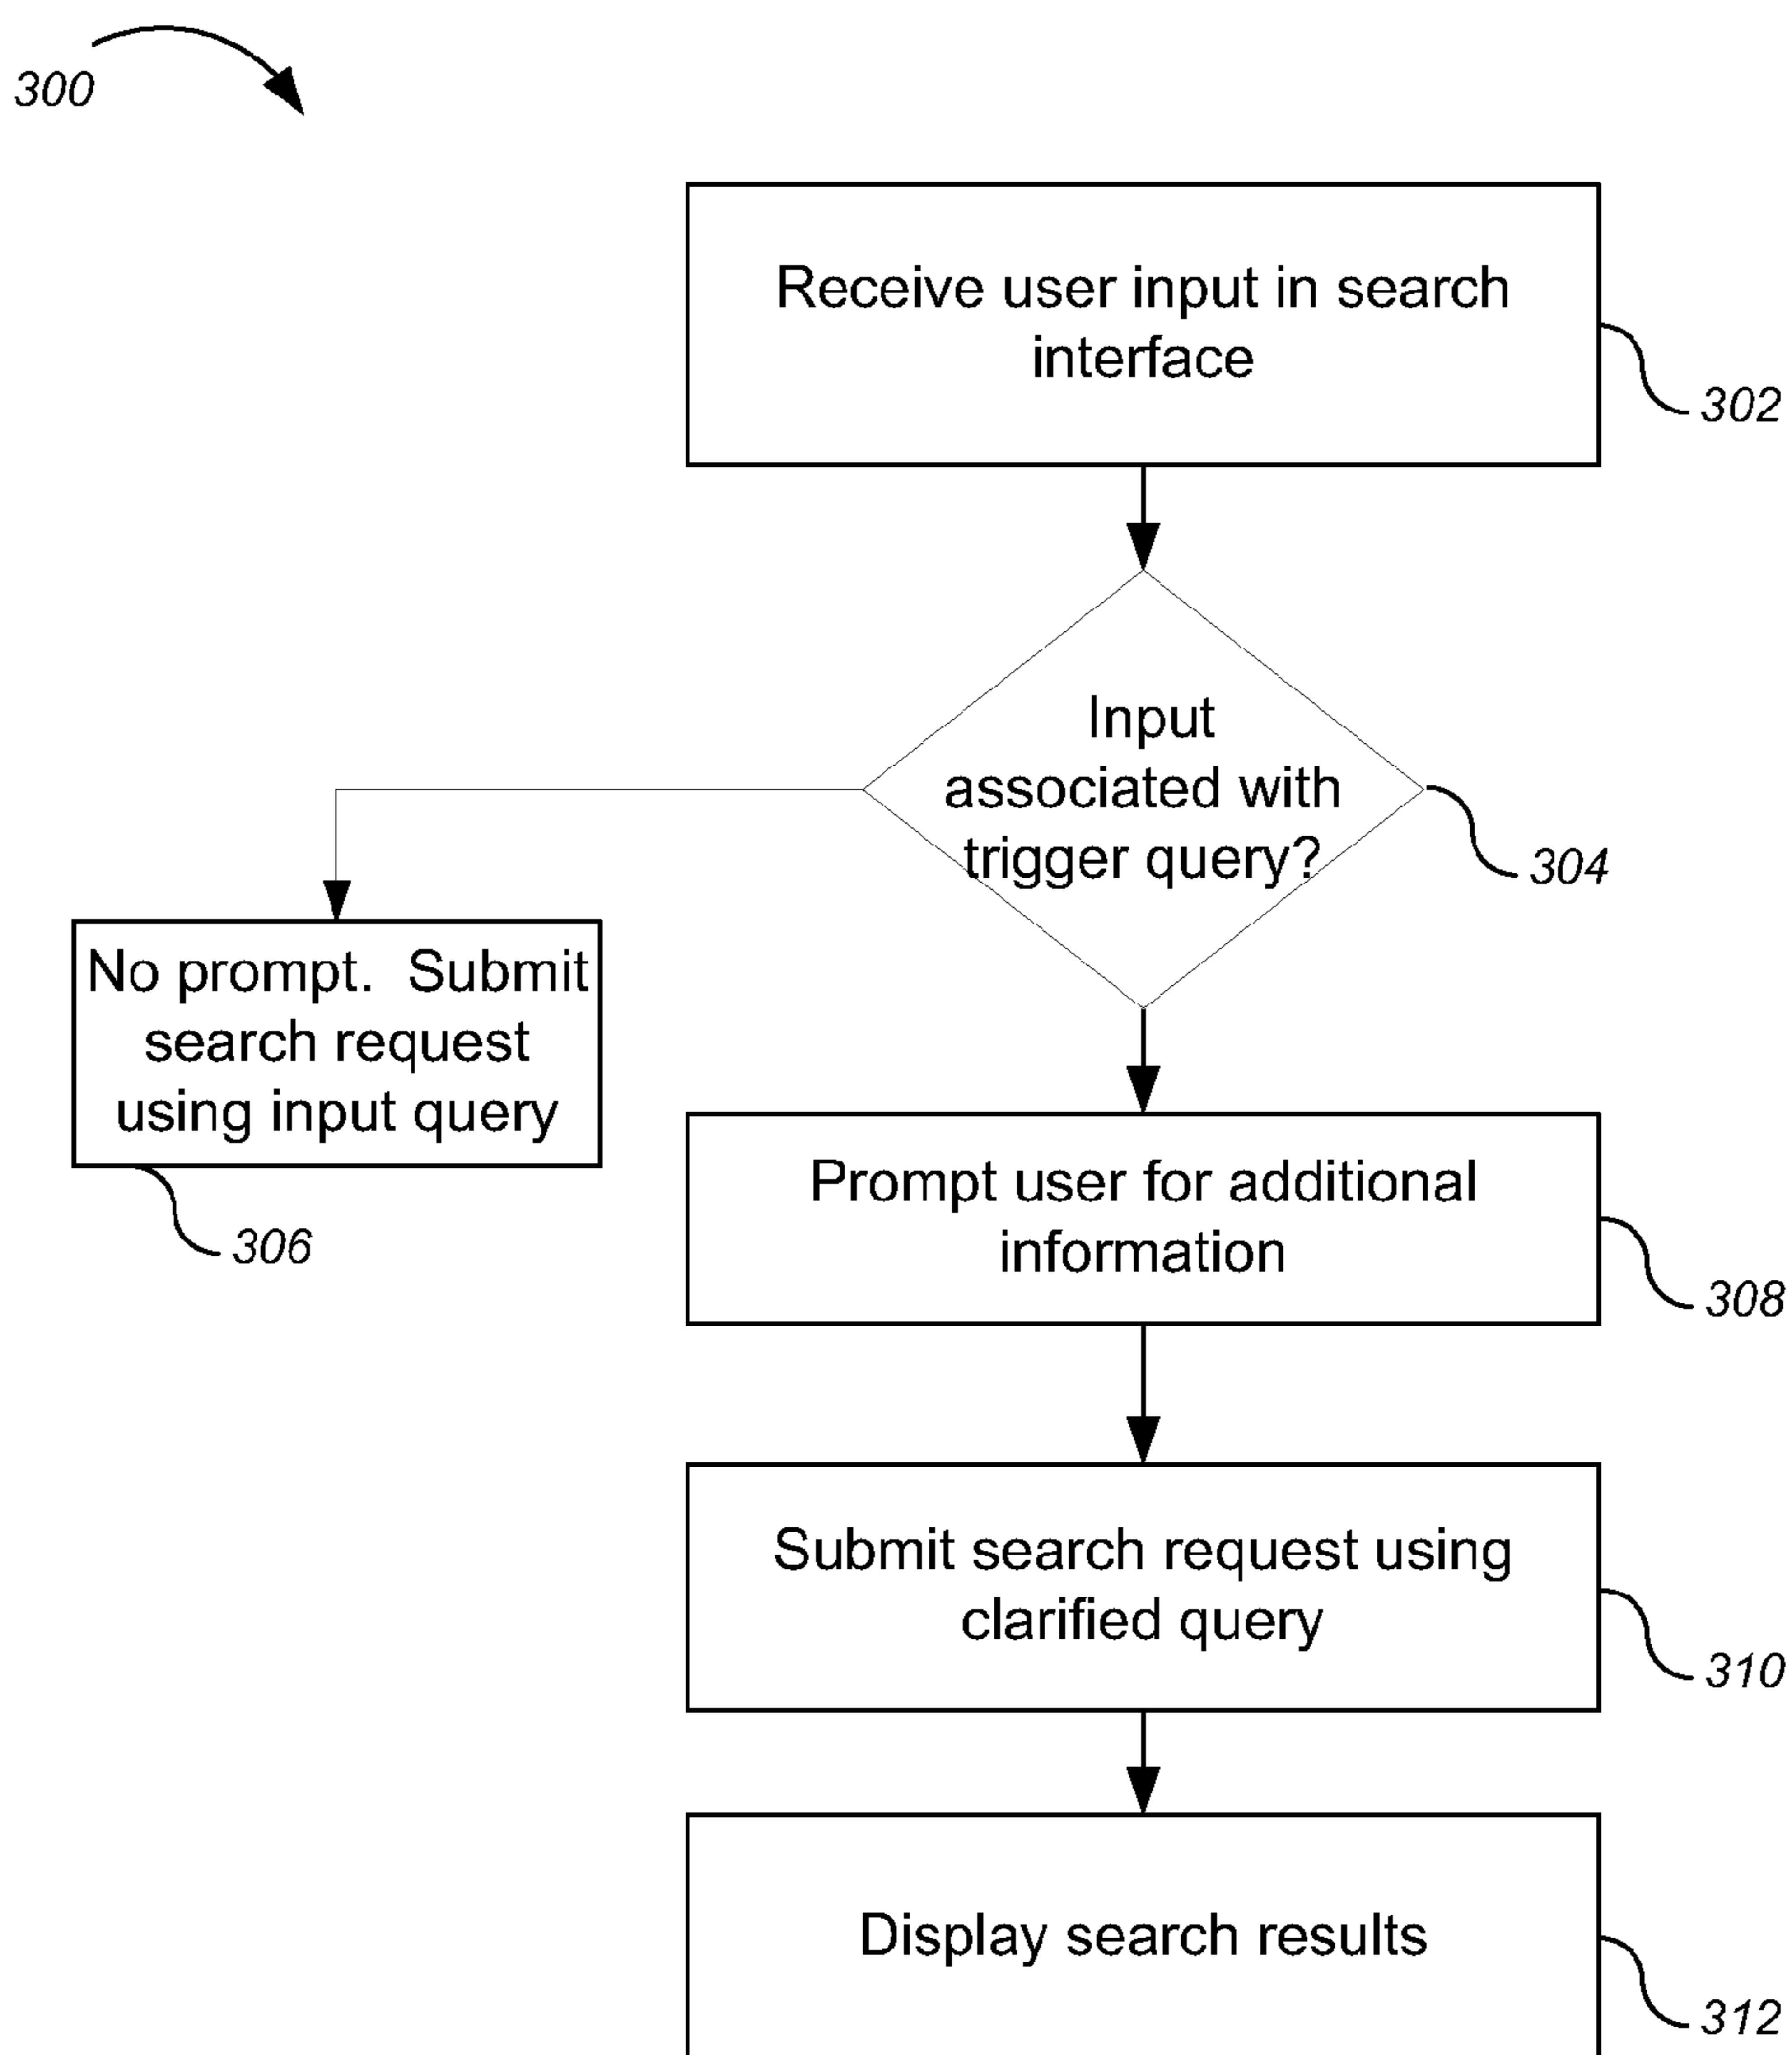 300
Receive user input in search
interface
302
Input
associated with
trigger query?
304
No prompt.  Submit
search request
using input query
306
Prompt user for additional
information
308
Submit search request using
clarified query
310
Display search results
312